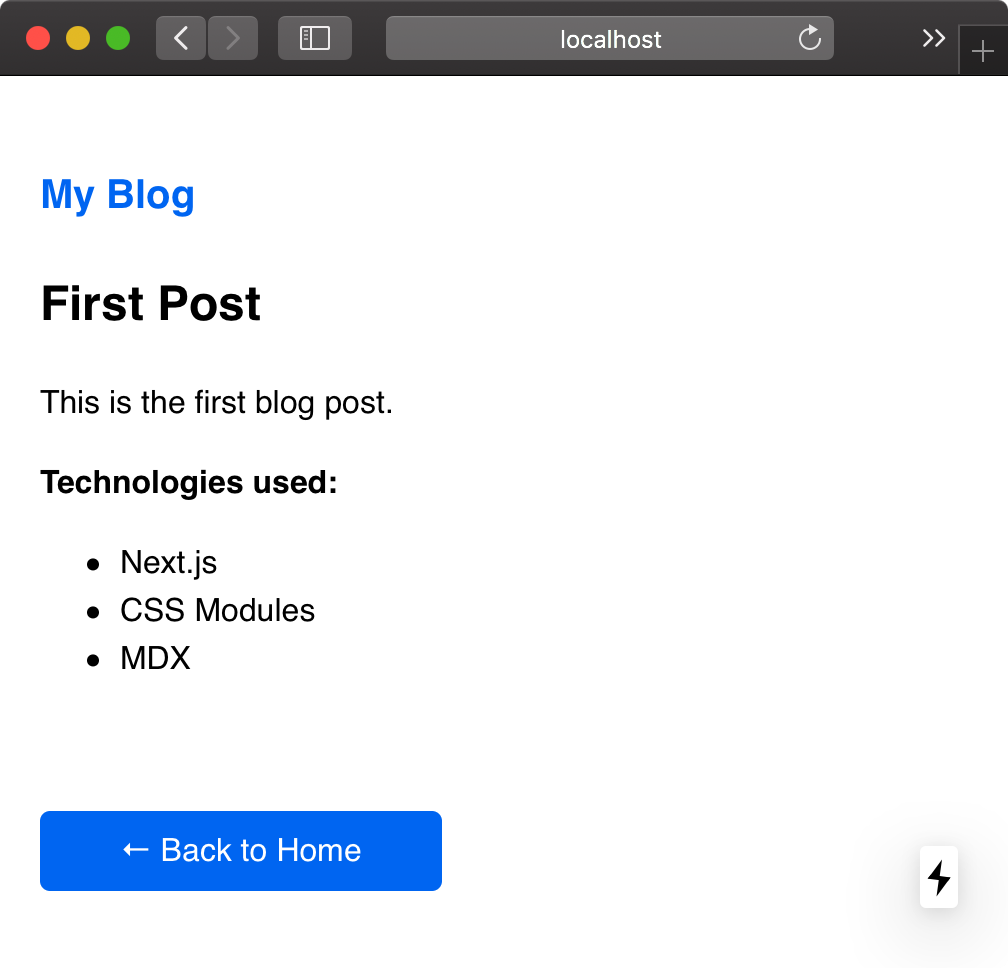 localhost
My Blog
First Post
This is the first blog post.
Technologies used:
• Next.js
• CSS Modules
• MDX
← Back to Home